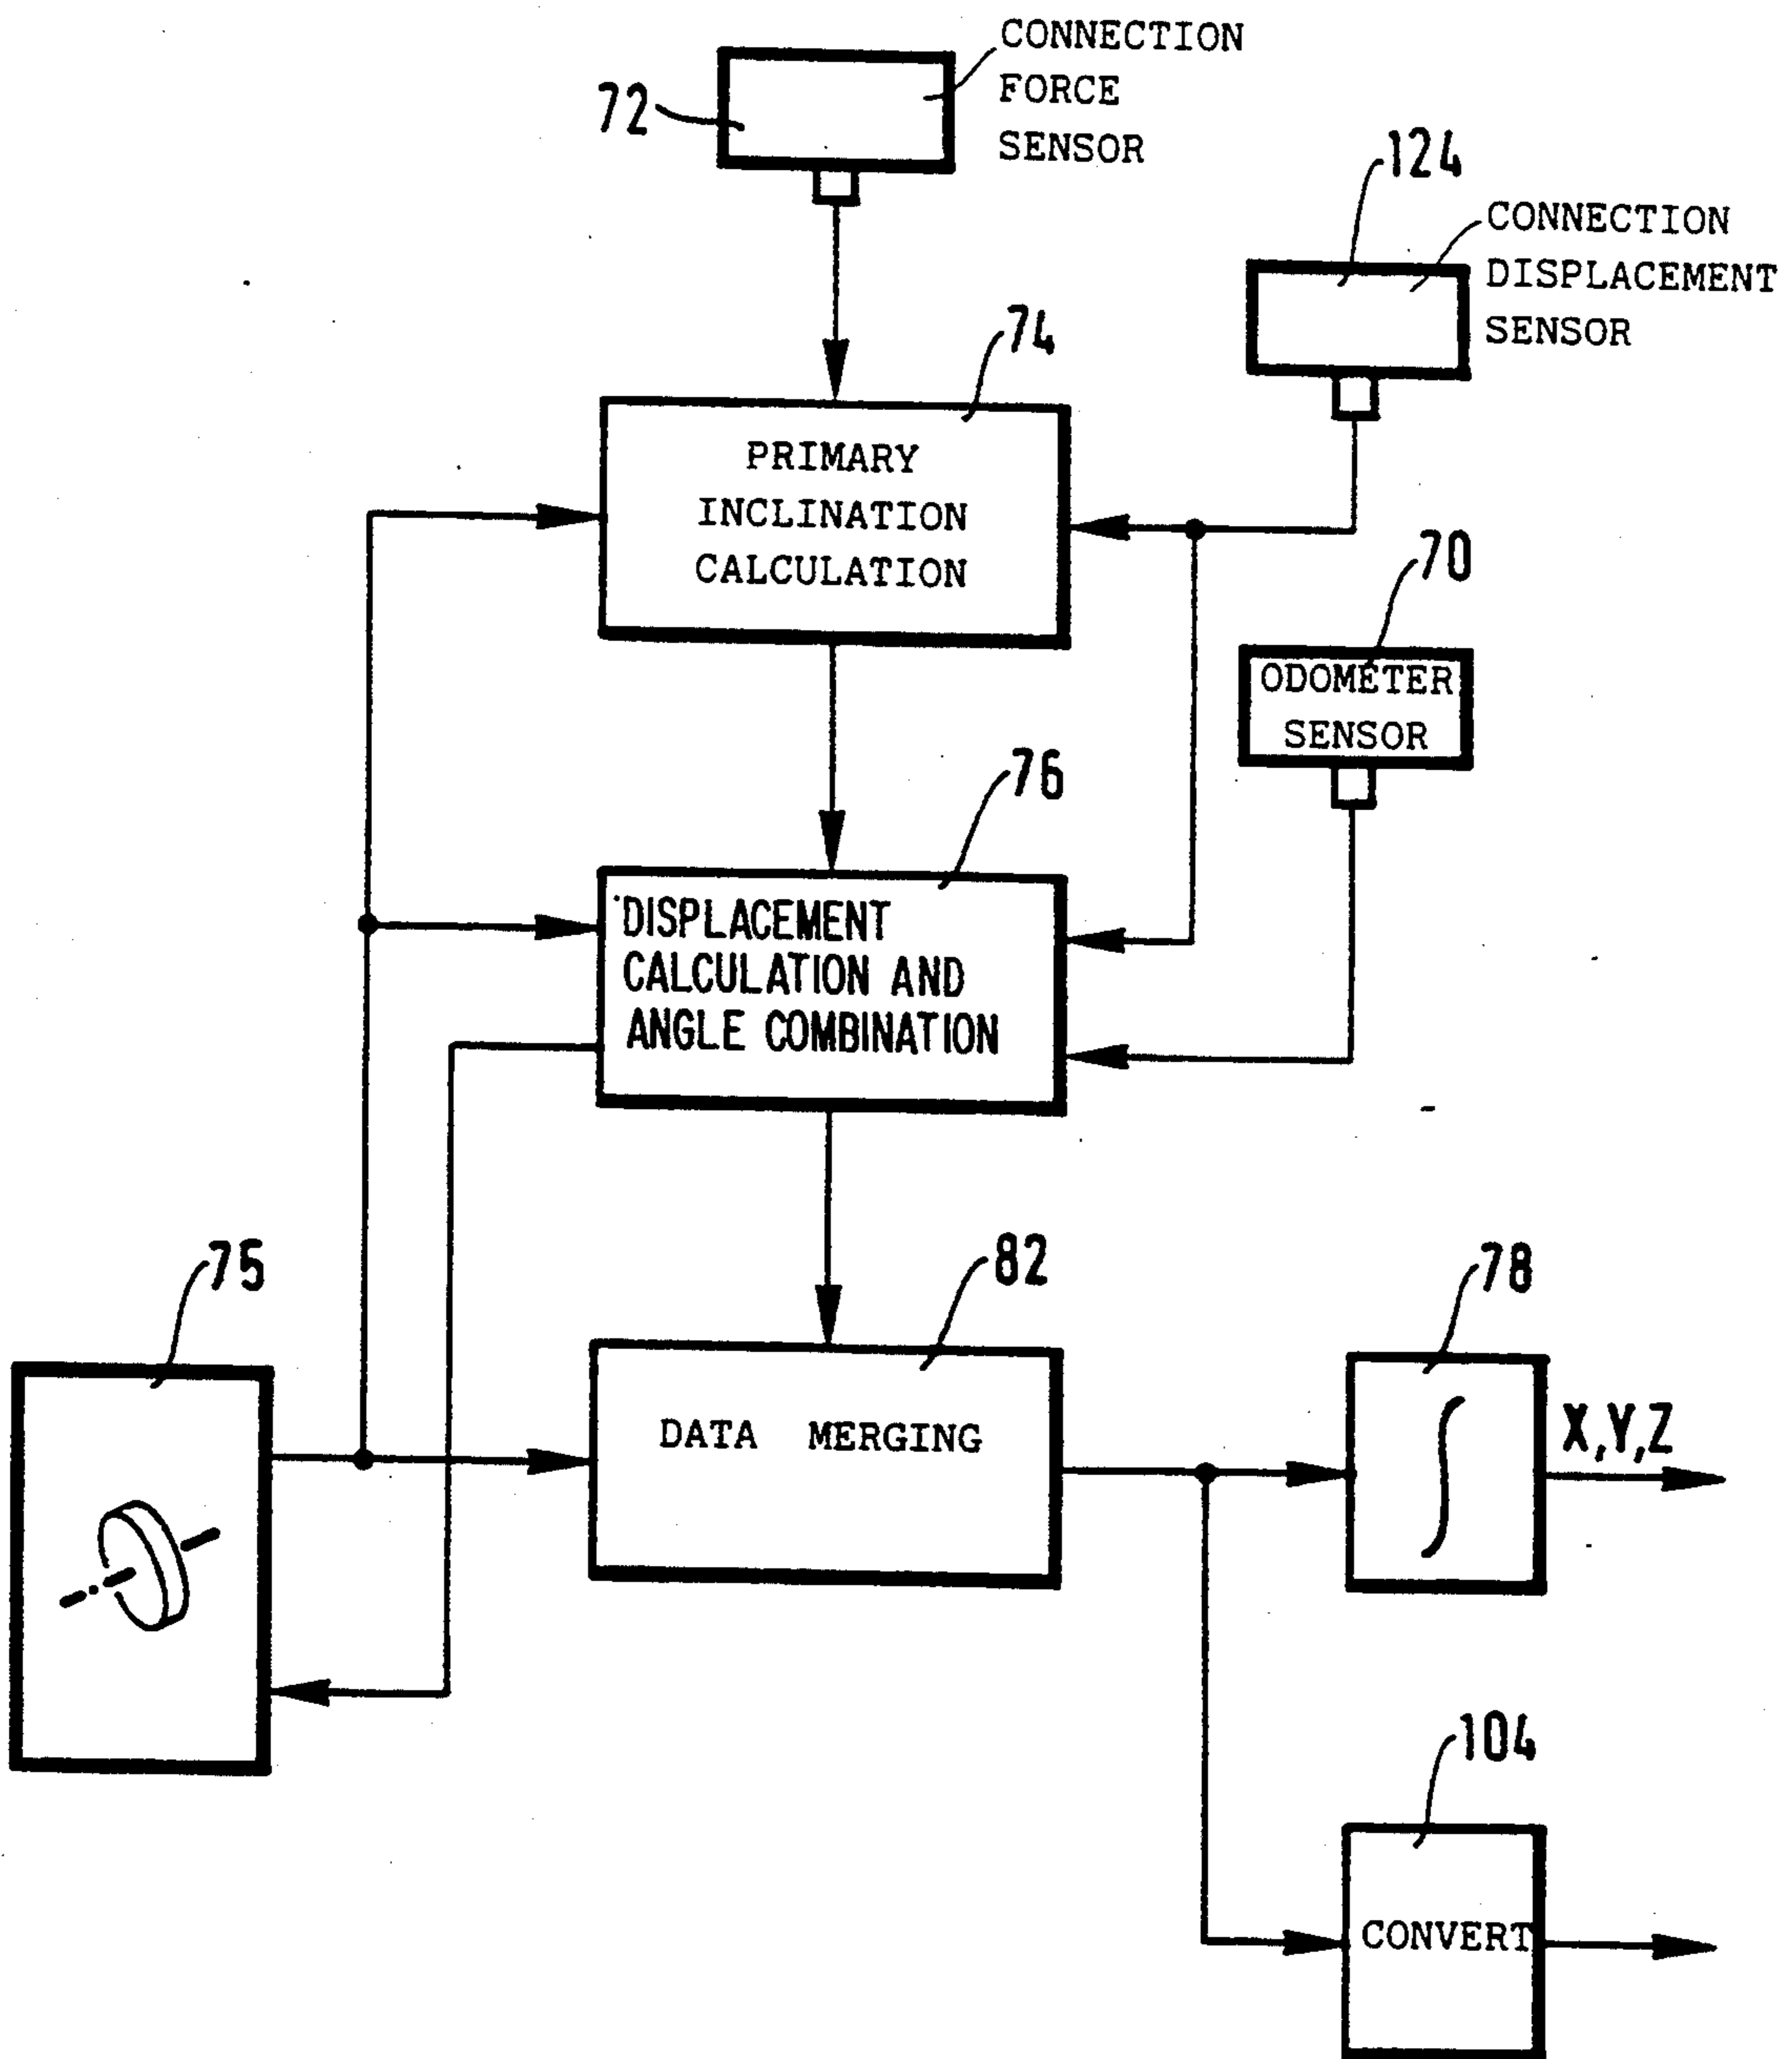 CONNECTION
FORCE
SENSOR
72
124
CONNECTION
DISPLACEMENT
SENSOR
74
PRIMARY
INCLINATION
CALCULATION
70
ODOMETER
SENSOR
76
DISPLACEMENT
CALCULATION AND
ANGLE COMBINATION
75
82
78
DATA MERGING
X,Y,Z
104
CONVERT